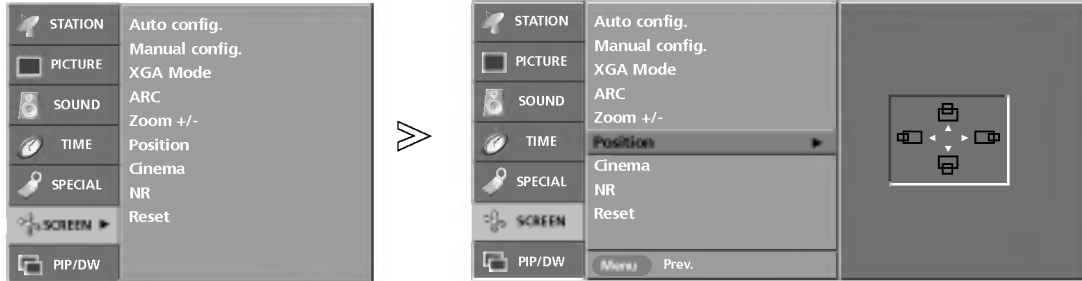 STATION
PICTURE
SOUND
TIME
SPECIAL
SCREEN
PIP/DW
Auto config.
Manual config.
XGA Mode
ARC
Zoom +/-
Position
Cinema
NR
Reset
STATION
PICTURE
SOUND
TIME
SPECIAL
SCREEN
PIP/DW
Auto config.
Manual config.
XGA Mode
ARC
Zoom +/-
Position
Cinema
NR
Reset
Menu Prev.